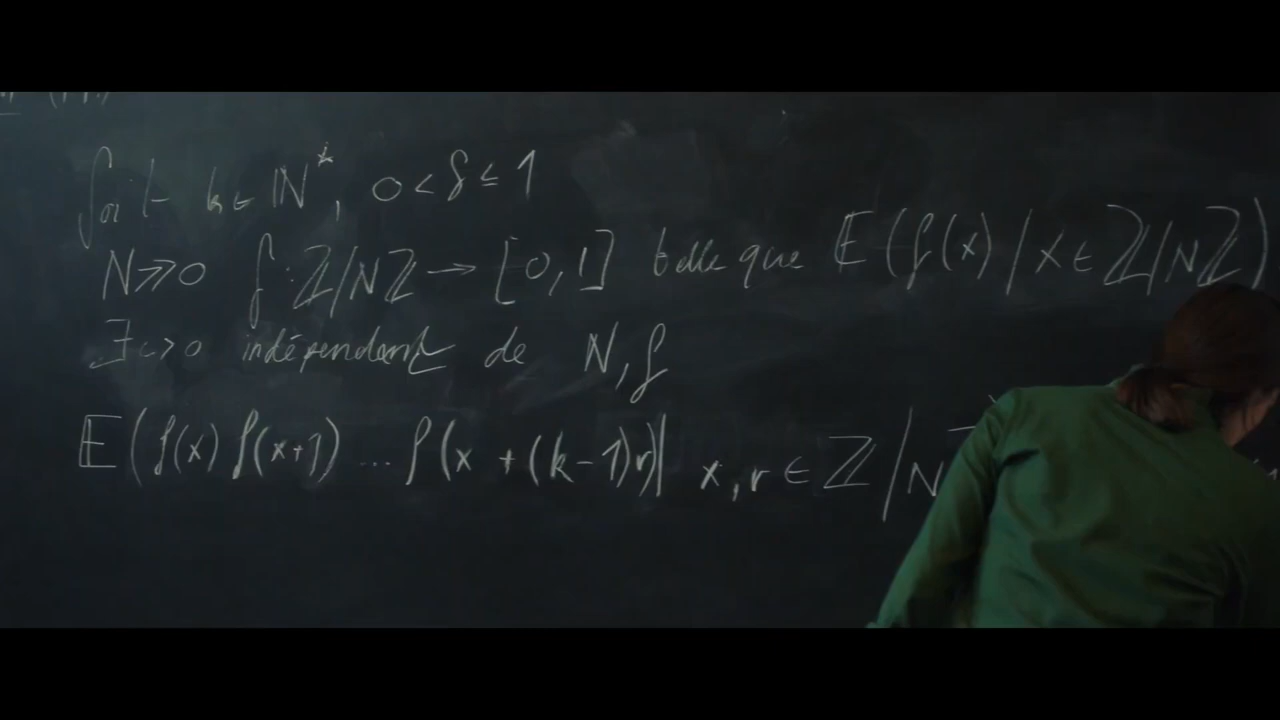 Soit k ∈ ℕ*, 0 < δ ≤ 1
N ≫ 0 f : ℤ/Nℤ → [0,1] telle que 𝔼(f(x) | x ∈ ℤ/Nℤ)
∃ c > 0 indépendant de N, f
𝔼(f(x) f(x+1) ... f(x + (k-1)r)| x, r ∈ ℤ/N